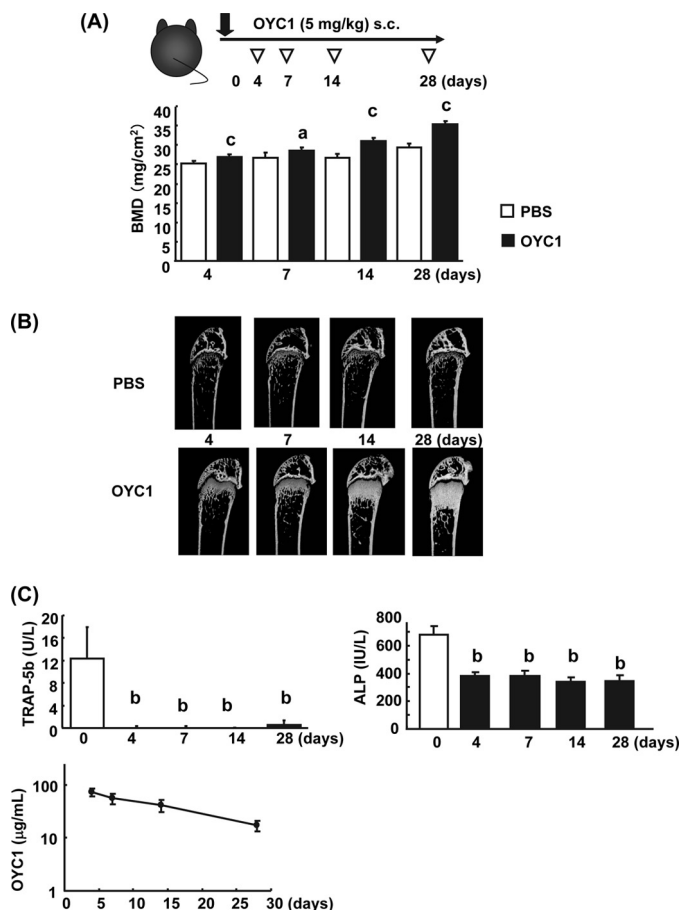 (A)
OYC1 (5 mg/kg) s.c.
0 4 7 14 28 (days)
BMD (mg/cm²)
40
35
30
25
20
15
10
5
0
c
a
c
c
4 7 14 28 (days)
PBS
OYC1
(B)
PBS
4 7 14 28 (days)
OYC1
(C)
TRAP-5b (U/L)
20
16
12
8
4
0
b b b b
0 4 7 14 28 (days)
ALP (IU/L)
800
600
400
200
0
b b b b
0 4 7 14 28 (days)
OYC1 (μg/mL)
100
10
1
0 5 10 15 20 25 30 (days)